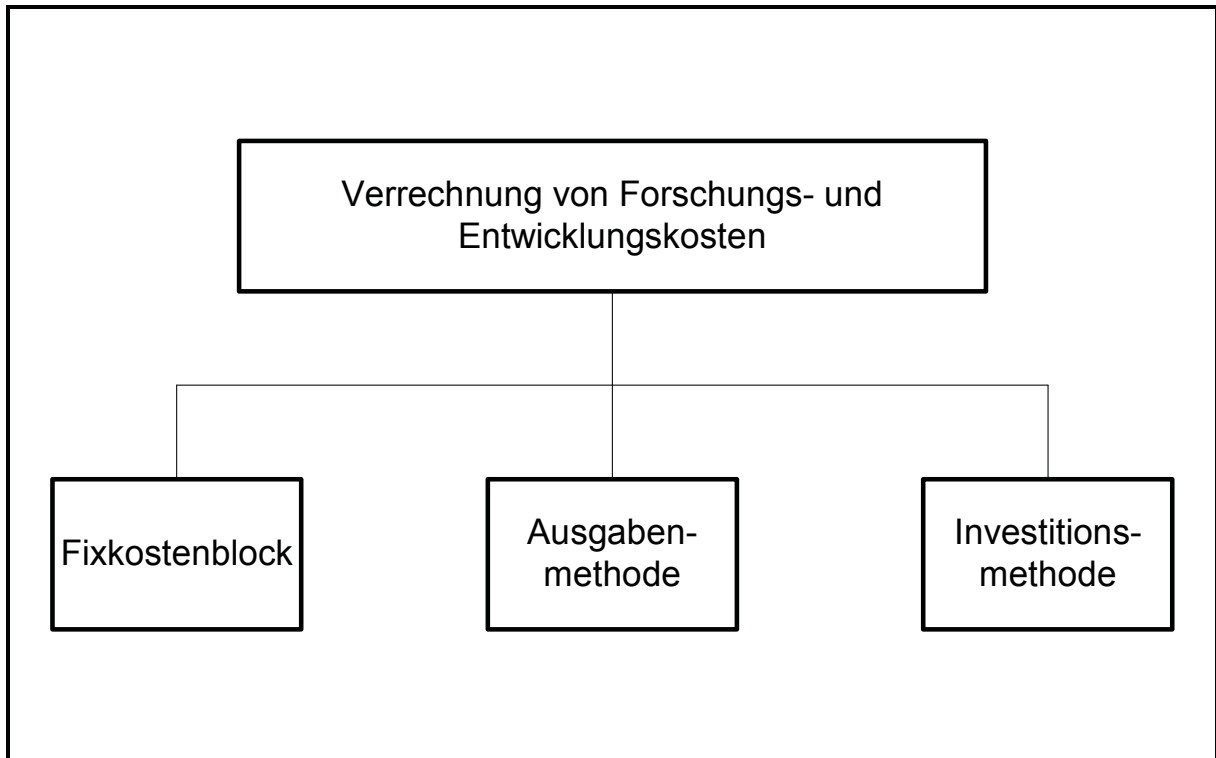 Verrechnung von Forschungs- und
Entwicklungskosten
Fixkostenblock
Ausgaben-
methode
Investitions-
methode